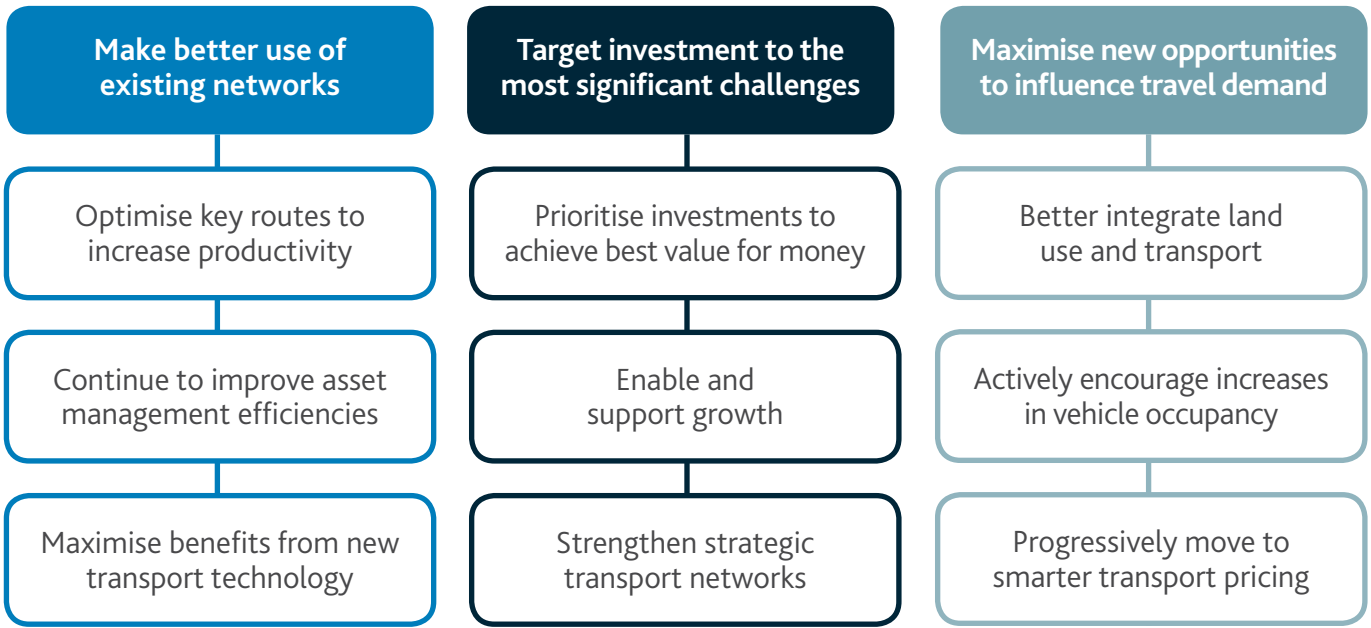 Make better use of
existing networks
Optimise key routes to
increase productivity
Continue to improve asset
management efficiencies
Maximise benefits from new
transport technology
Target investment to the
most significant challenges
Prioritise investments to
achieve best value for money
Enable and
support growth
Strengthen strategic
transport networks
Maximise new opportunities
to influence travel demand
Better integrate land
use and transport
Actively encourage increases
in vehicle occupancy
Progressively move to
smarter transport pricing